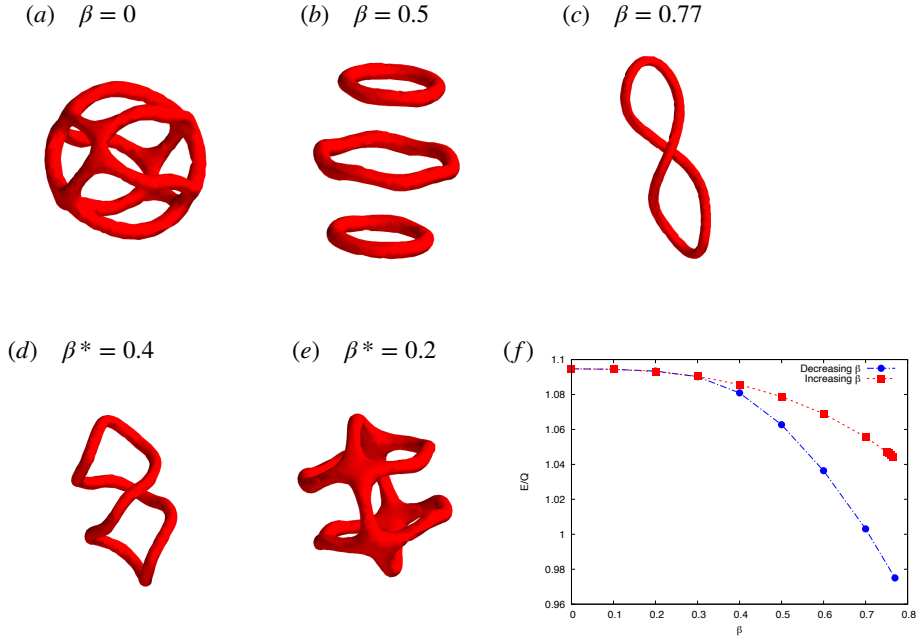 (a) β = 0
(b) β = 0.5
(c) β = 0.77
(d) β* = 0.4
(e) β* = 0.2
(f)
Decreasing β
Increasing β
E/Q
1.1
1.08
1.06
1.04
1.02
1
0.98
0.96
0 0.1 0.2 0.3 0.4 0.5 0.6 0.7 0.8
β